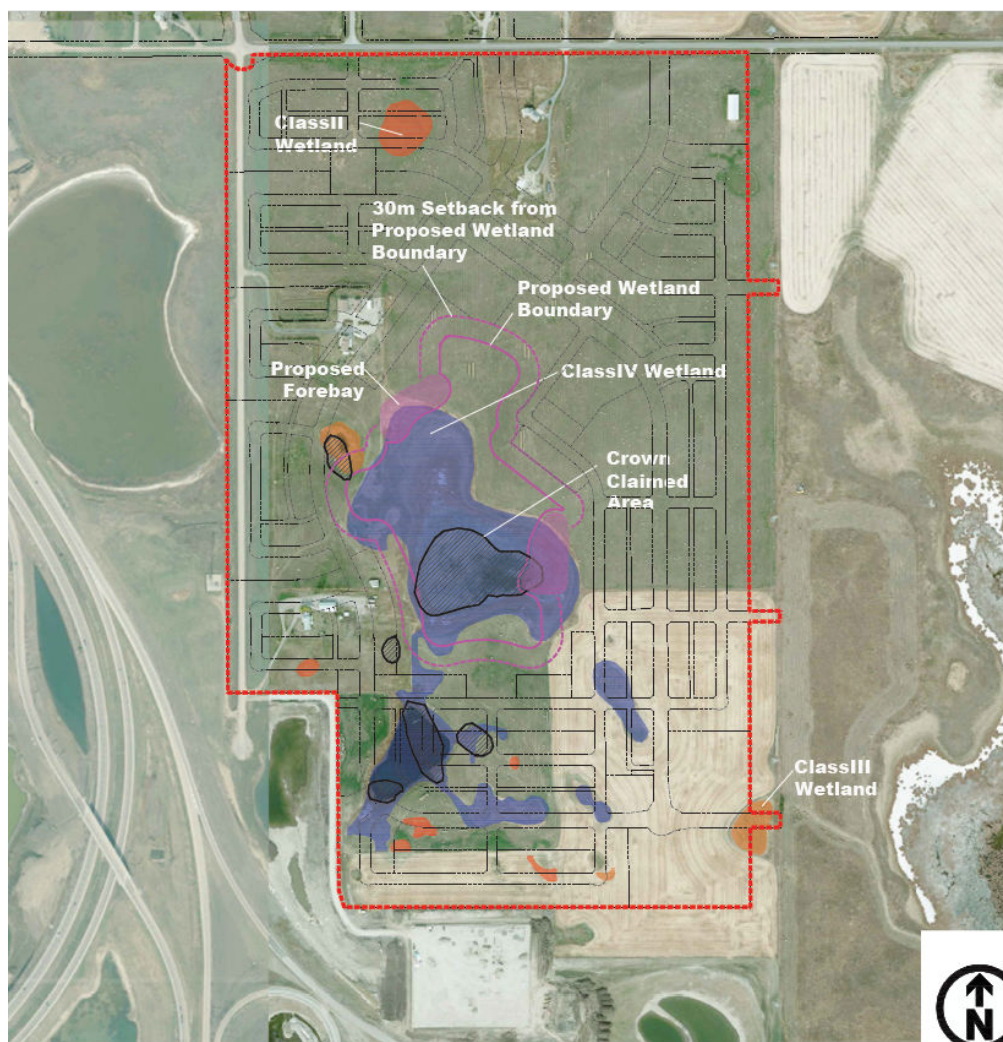 ClassII
Wetland
30m Setback from
Proposed Wetland
Boundary
Proposed Wetland
Boundary
Proposed
Forebay
ClassIV Wetland
Crown
Claimed
Area
ClassIII
Wetland
N